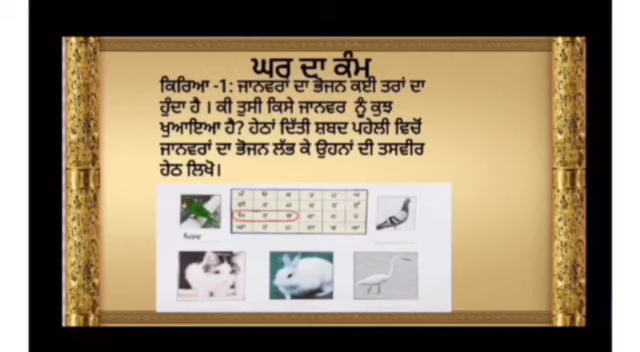 ਘਰ ਦਾ ਕੰਮ
ਕਿਰਿਆ -1: ਜਾਨਵਰਾਂ ਦਾ ਭੋਜਨ ਕਈ ਤਰਾਂ ਦਾ
ਹੁੰਦਾ ਹੈ । ਕੀ ਤੁਸੀ ਕਿਸੇ ਜਾਨਵਰ ਨੂੰ ਕੁਝ
ਖੁਆਇਆ ਹੈ? ਹੇਠਾਂ ਦਿੱਤੀ ਸ਼ਬਦ ਪਹੇਲੀ ਵਿਚੋਂ
ਜਾਨਵਰਾਂ ਦਾ ਭੋਜਨ ਲੱਭ ਕੇ ਉਹਨਾਂ ਦੀ ਤਸਵੀਰ
ਹੇਠ ਲਿਖੋ।